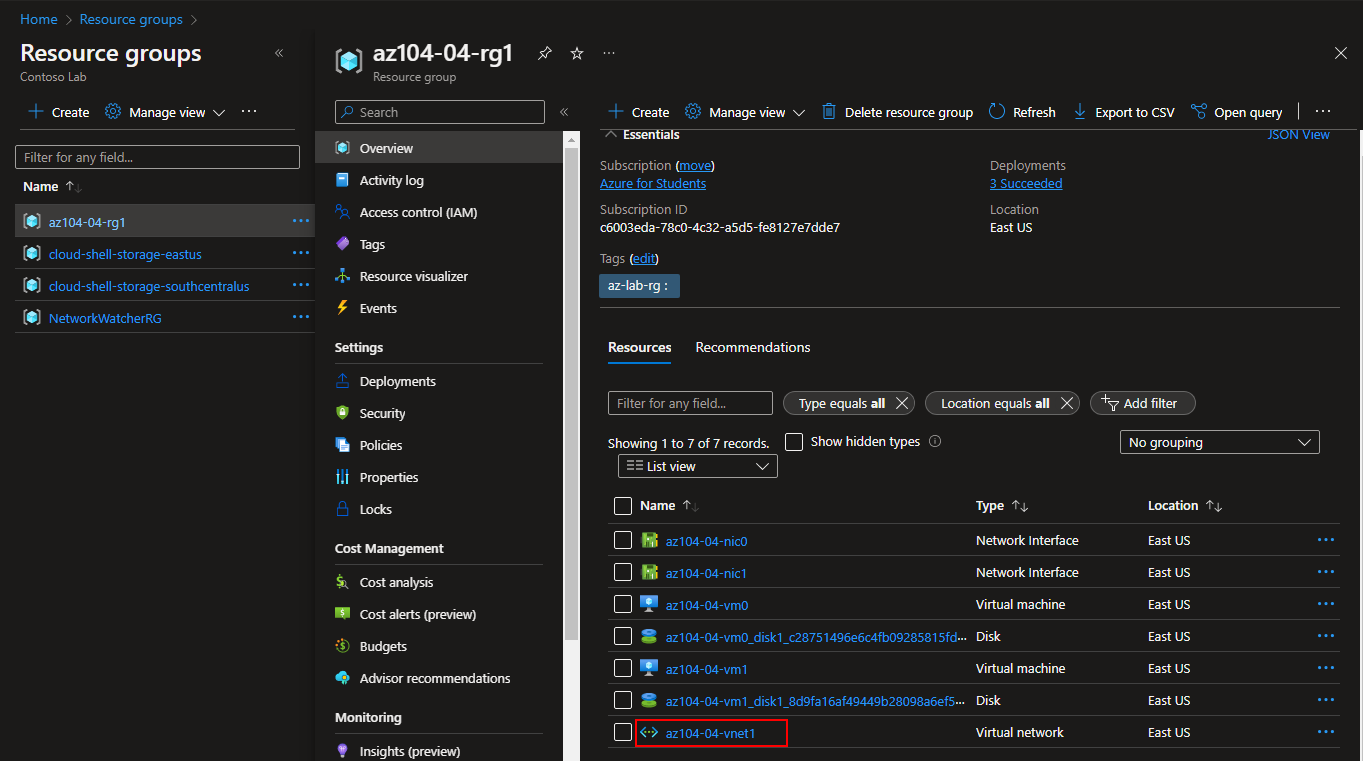 Home > Resource groups >
Resource groups «
Contoso Lab
+ Create Manage view ...
Filter for any field...
Name ↑↓
az104-04-rg1 ...
cloud-shell-storage-eastus ...
cloud-shell-storage-southcentralus ...
NetworkWatcherRG ...
az104-04-rg1 ...
Resource group
Search «
Overview
Activity log
Access control (IAM)
Tags
Resource visualizer
Events
Settings
Deployments
Security
Policies
Properties
Locks
Cost Management
Cost analysis
Cost alerts (preview)
Budgets
Advisor recommendations
Monitoring
Insights (preview)
+ Create Manage view Delete resource group Refresh Export to CSV Open query ...
Essentials JSON View
Subscription (move)
Azure for Students
Subscription ID
c6003eda-78c0-4c32-a5d5-fe8127e7dde7
Deployments
3 Succeeded
Location
East US
Tags (edit)
az-lab-rg :
Resources Recommendations
Filter for any field... Type equals all Location equals all Add filter
Showing 1 to 7 of 7 records. Show hidden types No grouping
List view
Name ↑↓ Type ↑↓ Location ↑↓
az104-04-nic0 Network Interface East US ...
az104-04-nic1 Network Interface East US ...
az104-04-vm0 Virtual machine East US ...
az104-04-vm0_disk1_c28751496e6c4fb09285815fd... Disk East US ...
az104-04-vm1 Virtual machine East US ...
az104-04-vm1_disk1_8d9fa16af49449b28098a6ef5... Disk East US ...
az104-04-vnet1 Virtual network East US ...